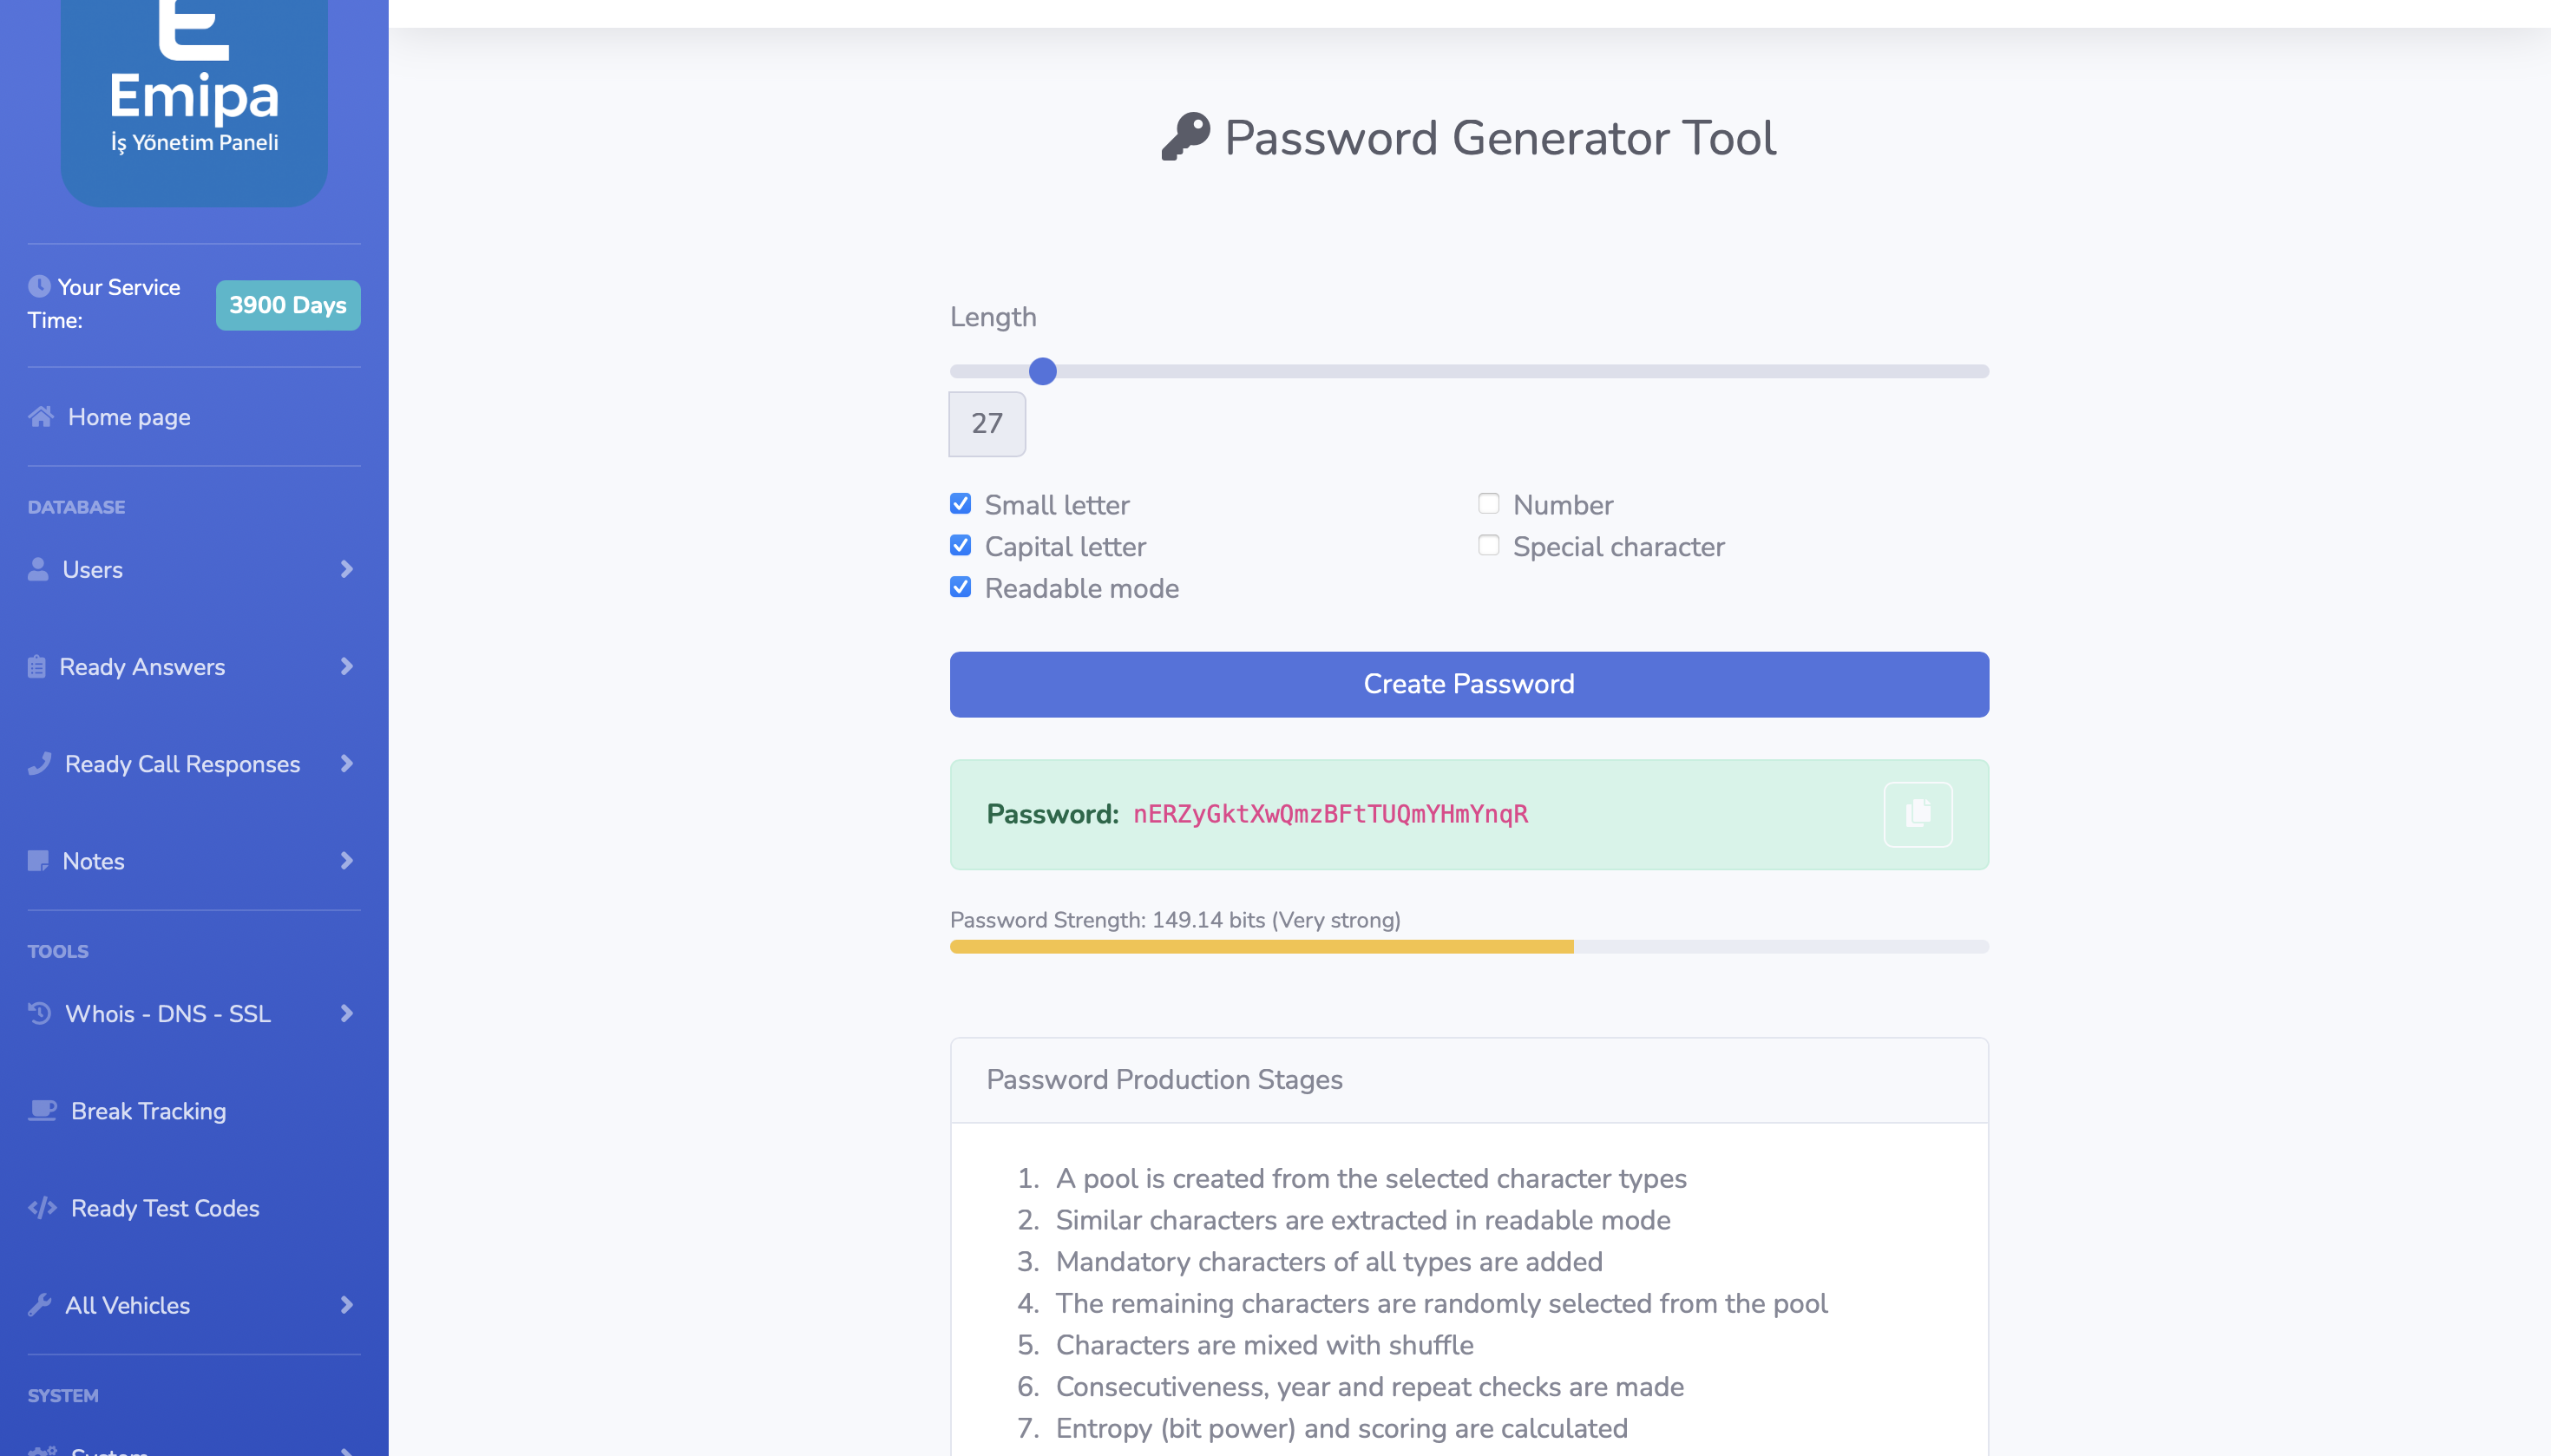 Emipa
İş Yönetim Paneli
Your Service
Time:
3900 Days
Home page
DATABASE
Users
Ready Answers
Ready Call Responses
Notes
TOOLS
Whois - DNS - SSL
Break Tracking
Ready Test Codes
All Vehicles
SYSTEM
System
Password Generator Tool
Length
27
Small letter
Number
Capital letter
Special character
Readable mode
Create Password
Password: nERZyGktXwQmzBFtTUQmYHmYnqR
Password Strength: 149.14 bits (Very strong)
Password Production Stages
1. A pool is created from the selected character types
2. Similar characters are extracted in readable mode
3. Mandatory characters of all types are added
4. The remaining characters are randomly selected from the pool
5. Characters are mixed with shuffle
6. Consecutiveness, year and repeat checks are made
7. Entropy (bit power) and scoring are calculated